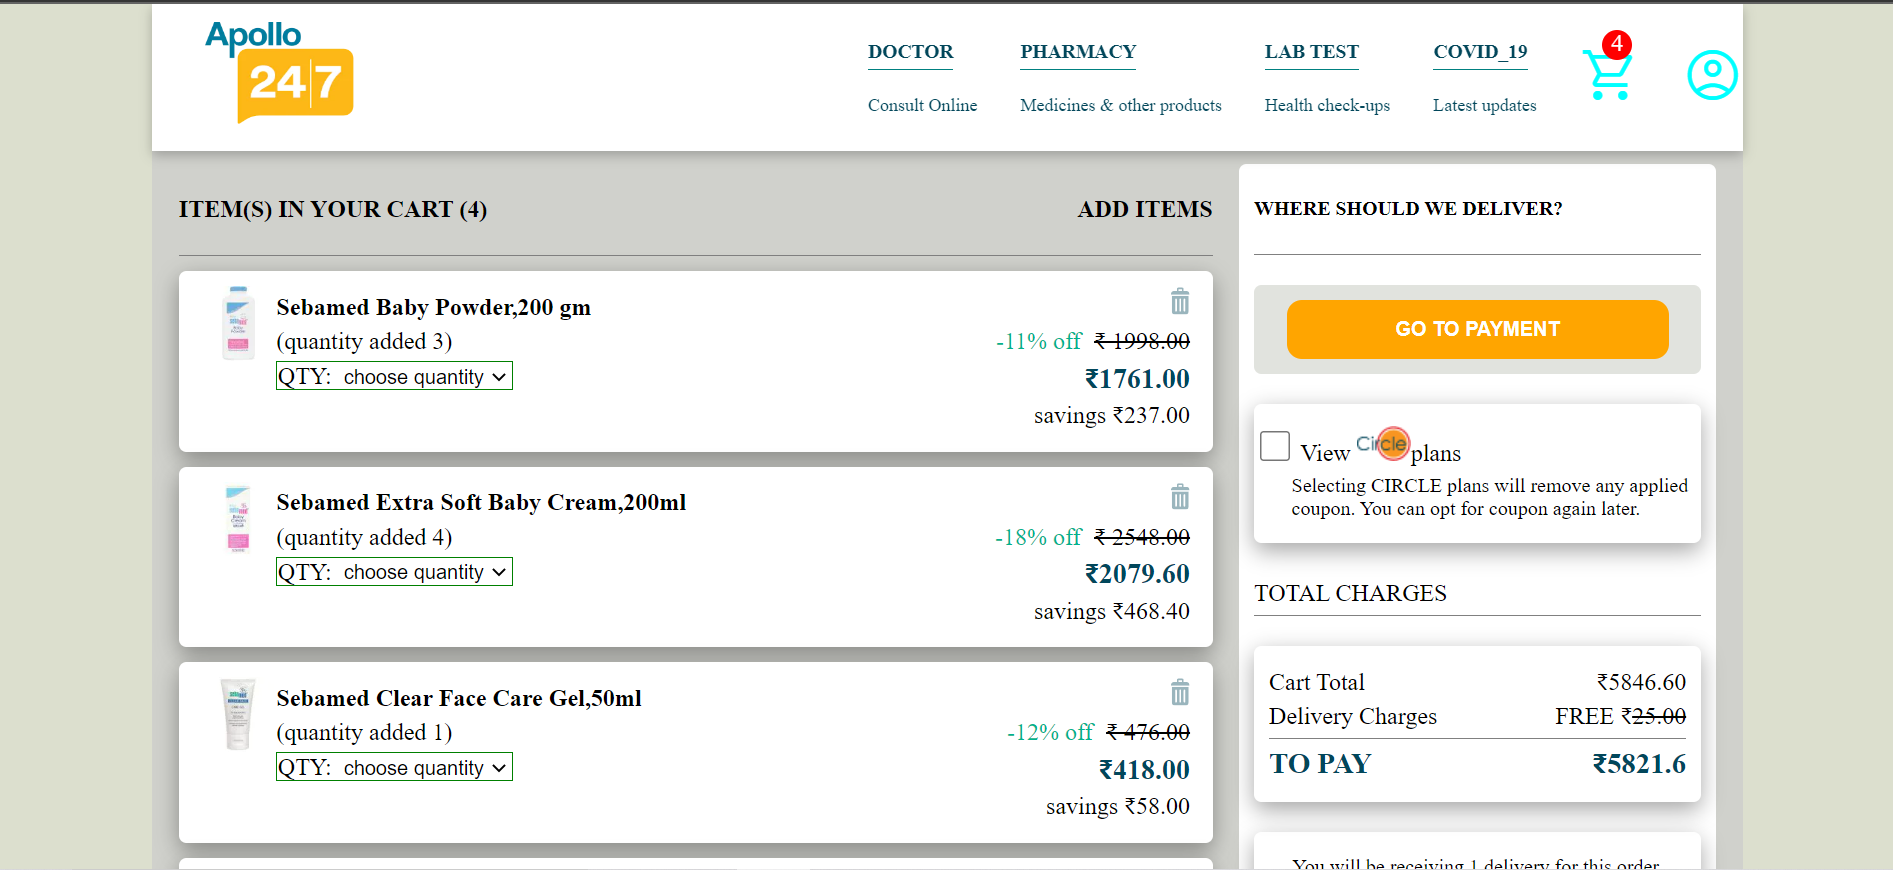 Apollo
24|7
DOCTOR
Consult Online
PHARMACY
Medicines & other products
LAB TEST
Health check-ups
COVID_19
Latest updates
4
ITEM(S) IN YOUR CART (4)
ADD ITEMS
Sebamed Baby Powder,200 gm
(quantity added 3)
QTY: choose quantity
-11% off ₹ 1998.00
₹1761.00
savings ₹237.00
Sebamed Extra Soft Baby Cream,200ml
(quantity added 4)
QTY: choose quantity
-18% off ₹ 2548.00
₹2079.60
savings ₹468.40
Sebamed Clear Face Care Gel,50ml
(quantity added 1)
QTY: choose quantity
-12% off ₹ 476.00
₹418.00
savings ₹58.00
WHERE SHOULD WE DELIVER?
GO TO PAYMENT
View Circle plans
Selecting CIRCLE plans will remove any applied
coupon. You can opt for coupon again later.
TOTAL CHARGES
Cart Total ₹5846.60
Delivery Charges FREE ₹25.00
TO PAY ₹5821.6
You will be receiving 1 delivery for this order